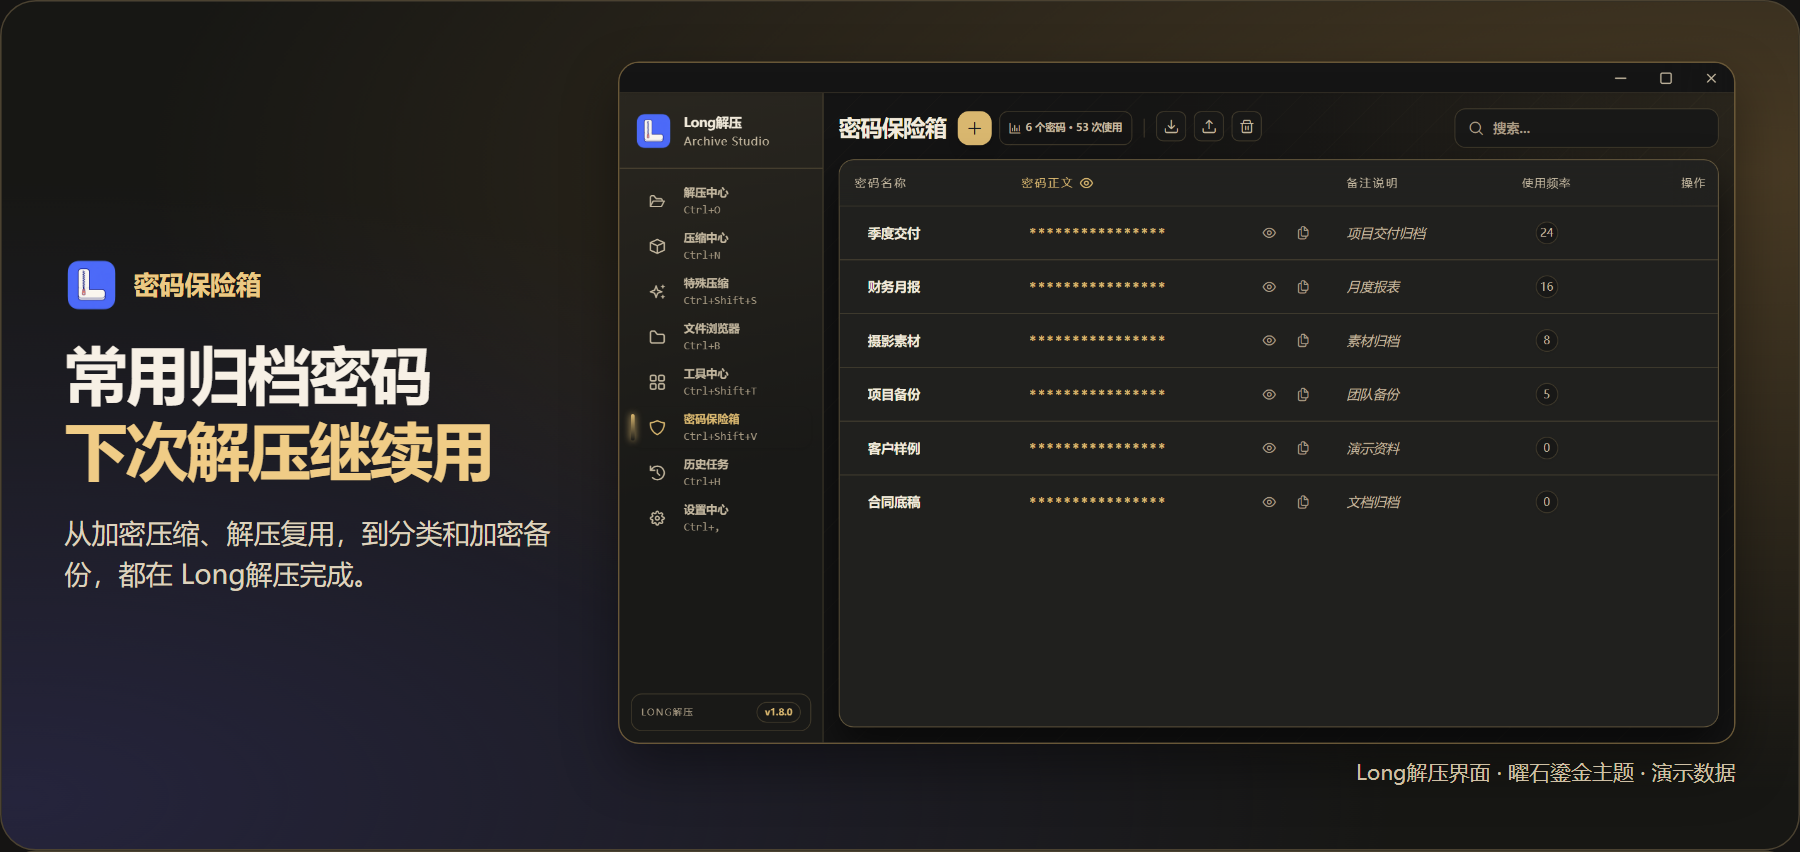 密码保险箱
常用归档密码
下次解压继续用
从加密压缩、解压复用，到分类和加密备
份，都在 Long解压完成。
Long解压
Archive Studio
解压中心
Ctrl+O
压缩中心
Ctrl+N
特殊压缩
Ctrl+Shift+S
文件浏览器
Ctrl+B
工具中心
Ctrl+Shift+T
密码保险箱
Ctrl+Shift+V
历史任务
Ctrl+H
设置中心
Ctrl+,
LONG解压 v1.8.0
密码保险箱 6 个密码 • 53 次使用 搜索...
密码名称 密码正文 备注说明 使用频率 操作
季度交付 **************** 项目交付归档 24
财务月报 **************** 月度报表 16
摄影素材 **************** 素材归档 8
项目备份 **************** 团队备份 5
客户样例 **************** 演示资料 0
合同底稿 **************** 文档归档 0
Long解压界面 · 曜石鎏金主题 · 演示数据